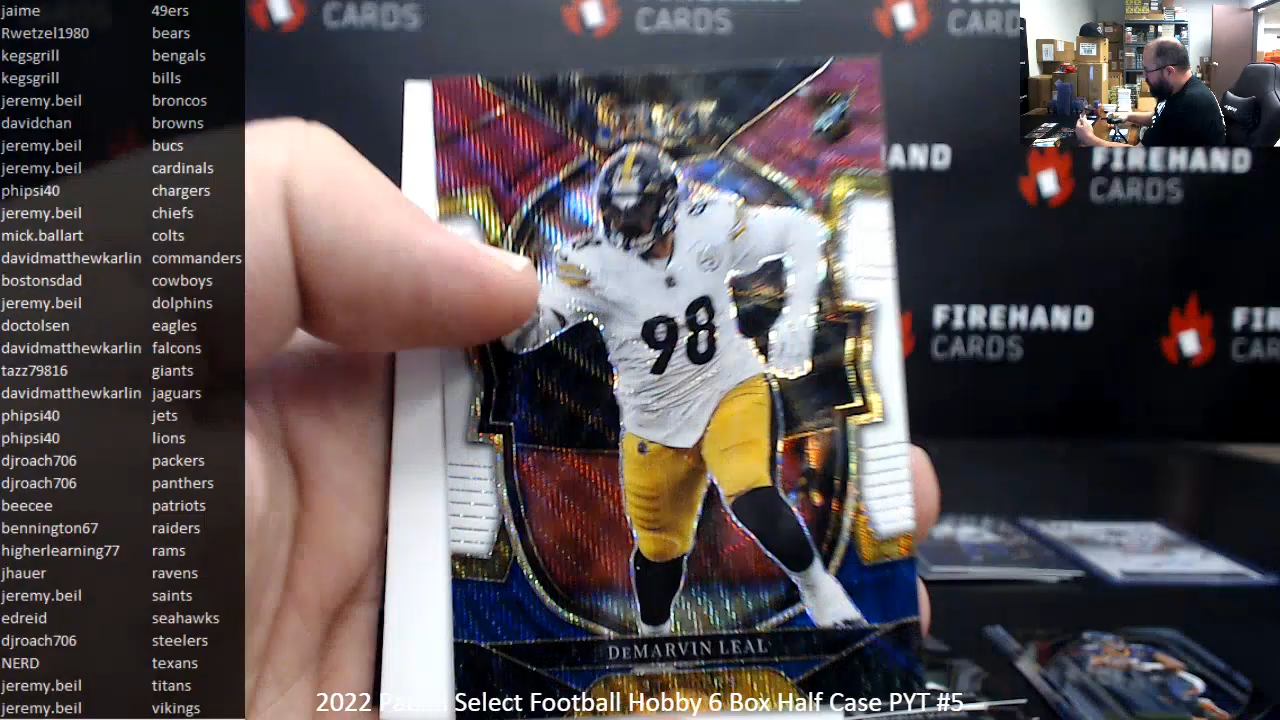 jaime 49ers
Rwetzel1980 bears
kegsgrill bengals
kegsgrill bills
jeremy.beil broncos
davidchan browns
jeremy.beil bucs
jeremy.beil cardinals
phipsi40 chargers
jeremy.beil chiefs
mick.ballart colts
davidmatthewkarlin commanders
bostonsdad cowboys
jeremy.beil dolphins
doctolsen eagles
davidmatthewkarlin falcons
tazz79816 giants
davidmatthewkarlin jaguars
phipsi40 jets
phipsi40 lions
djroach706 packers
djroach706 panthers
beecee patriots
bennington67 raiders
higherlearning77 rams
jhauer ravens
jeremy.beil saints
edreid seahawks
djroach706 steelers
NERD texans
jeremy.beil titans
jeremy.beil vikings
CARDS
CARDS
CARDS
AND
FIREHAND
CARDS
FIREHAND
CARDS
FI
CAR
98
DEMARVIN LEAL
2022 Panini Select Football Hobby 6 Box Half Case PYT #5